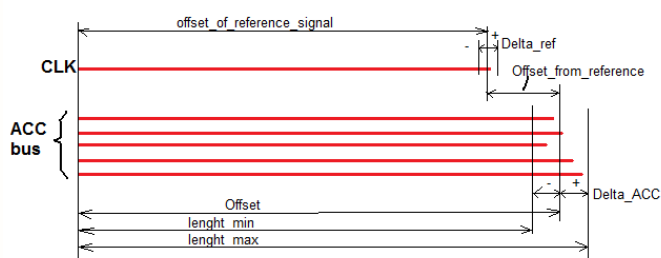 offset_of_reference_signal
- + Delta_ref
CLK
Offset_from_reference
ACC
bus
- +
Delta_ACC
Offset
lenght_min
lenght_max